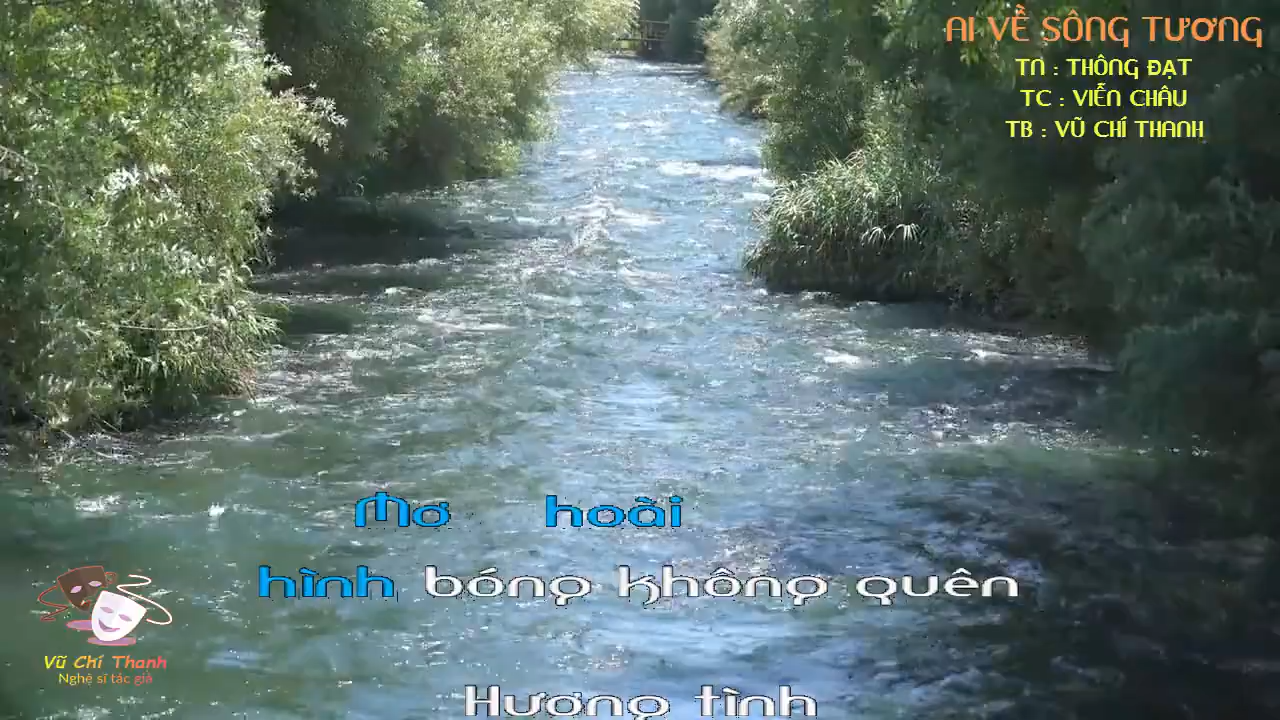 AI VỀ SÔNG TƯƠNG
TN : THÔNG ĐẠT
TC : VIỄN CHÂU
TB : VŨ CHÍ THANH
Mơ hoài
hình bóng không quên
Hương tình
Vũ Chí Thanh
Nghệ sĩ tác giả